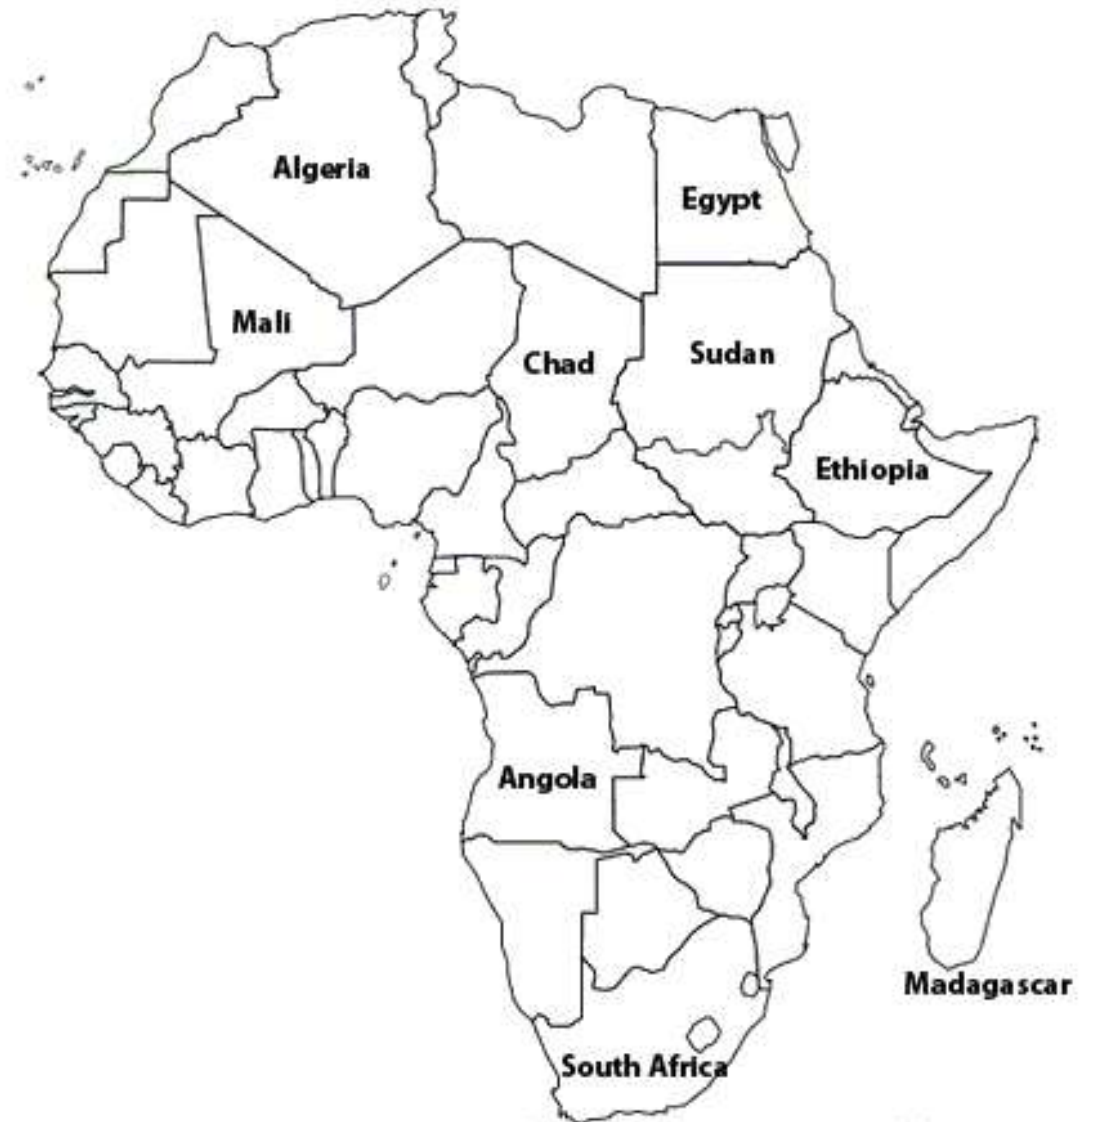 Algeria
Egypt
Mali
Chad
Sudan
Ethiopia
Angola
Madagascar
South Africa